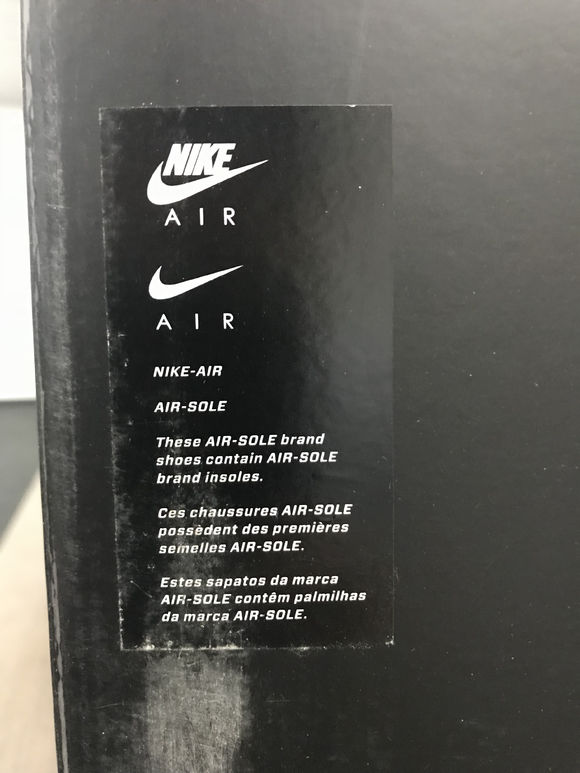 NIKE
AIR
AIR
NIKE-AIR
AIR-SOLE
These AIR-SOLE brand
shoes contain AIR-SOLE
brand insoles.
Ces chaussures AIR-SOLE
possèdent des premières
semelles AIR-SOLE.
Estes sapatos da marca
AIR-SOLE contêm palmilhas
da marca AIR-SOLE.